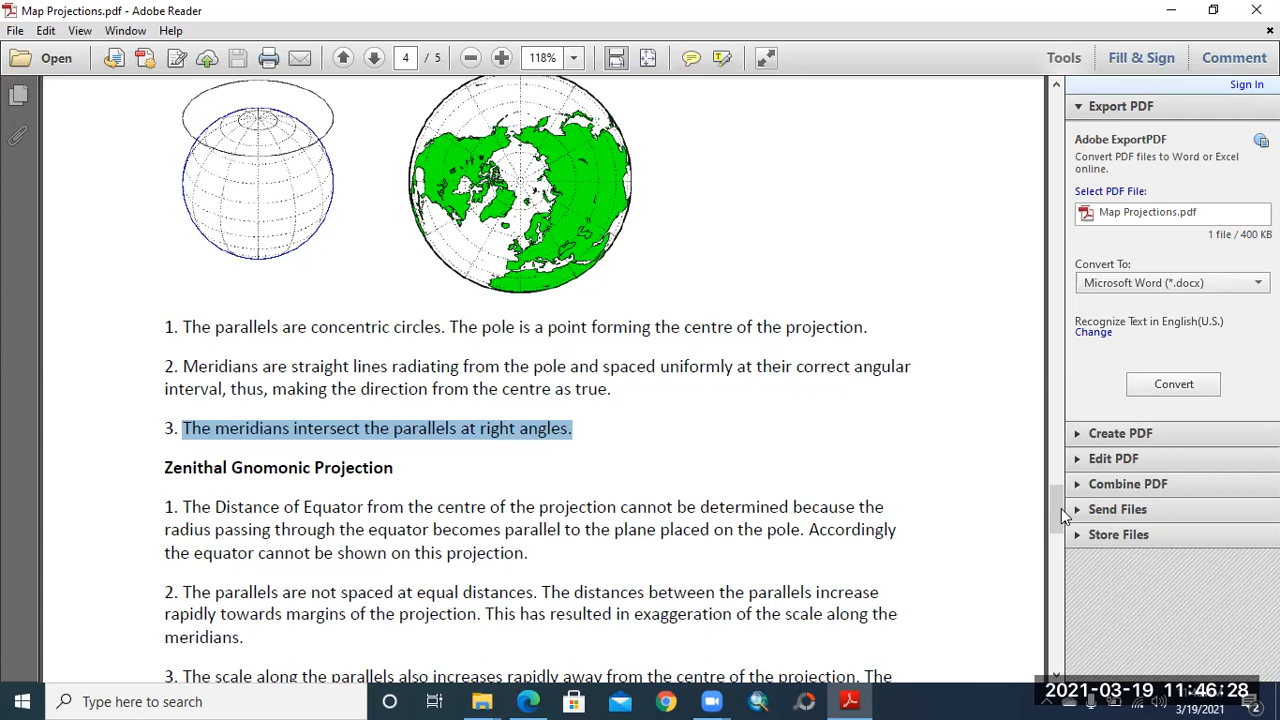 Map Projections.pdf - Adobe Reader
File Edit View Window Help
Open 4 / 5 118% Tools Fill & Sign Comment
Sign In
Export PDF
Adobe ExportPDF
Convert PDF files to Word or Excel
online.
Select PDF File:
Map Projections.pdf
1 file / 400 KB
Convert To:
Microsoft Word (*.docx)
Recognize Text in English(U.S.)
Change
Convert
Create PDF
Edit PDF
Combine PDF
Send Files
Store Files
1. The parallels are concentric circles. The pole is a point forming the centre of the projection.
2. Meridians are straight lines radiating from the pole and spaced uniformly at their correct angular
interval, thus, making the direction from the centre as true.
3. The meridians intersect the parallels at right angles.
Zenithal Gnomonic Projection
1. The Distance of Equator from the centre of the projection cannot be determined because the
radius passing through the equator becomes parallel to the plane placed on the pole. Accordingly
the equator cannot be shown on this projection.
2. The parallels are not spaced at equal distances. The distances between the parallels increase
rapidly towards margins of the projection. This has resulted in exaggeration of the scale along the
meridians.
3. The scale along the parallels also increases rapidly away from the centre of the projection. The
Type here to search
2021-03-19 11:46:28
3/19/2021
2